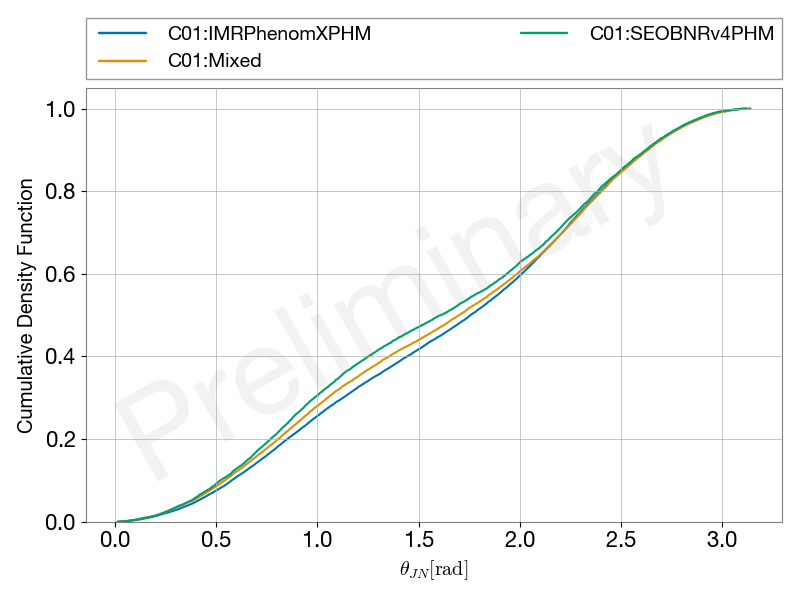 C01:IMRPhenomXPHM
C01:SEOBNRv4PHM
C01:Mixed
Preliminary
Cumulative Density Function
1.0
0.8
0.6
0.4
0.2
0.0
0.0 0.5 1.0 1.5 2.0 2.5 3.0
θ_JN[rad]